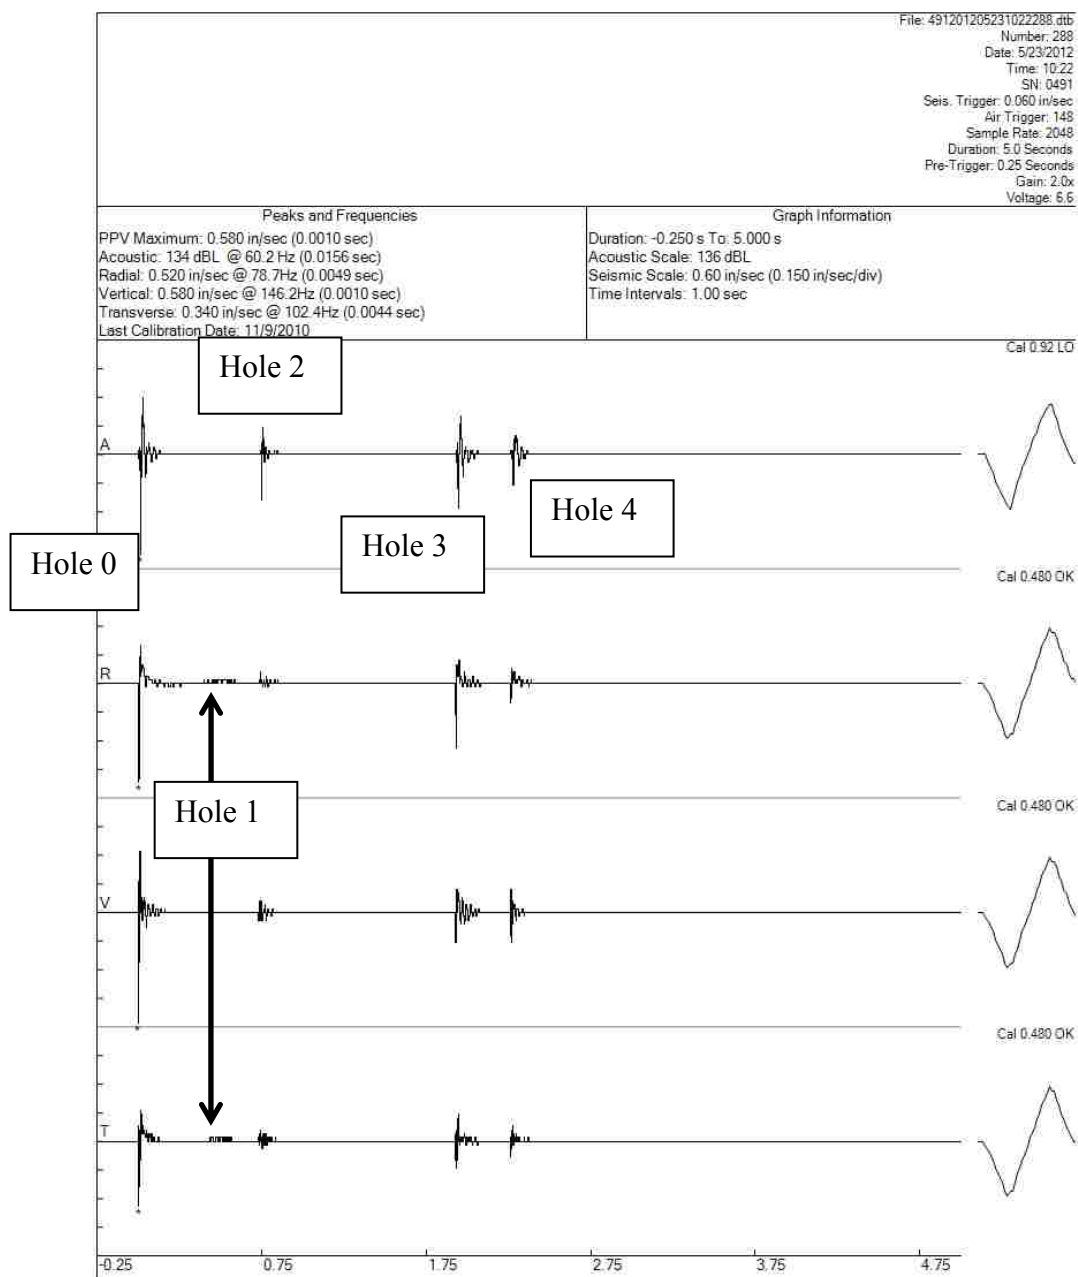 File: 491201205231022288.dtb
Number: 288
Date: 5/23/2012
Time: 10:22
SN: 0491
Seis. Trigger: 0.060 in/sec
Air Trigger: 148
Sample Rate: 2048
Duration: 5.0 Seconds
Pre-Trigger: 0.25 Seconds
Gain: 2.0x
Voltage: 6.6
Peaks and Frequencies
PPV Maximum: 0.580 in/sec (0.0010 sec)
Acoustic: 134 dBL @ 60.2 Hz (0.0156 sec)
Radial: 0.520 in/sec @ 78.7Hz (0.0049 sec)
Vertical: 0.580 in/sec @ 146.2Hz (0.0010 sec)
Transverse: 0.340 in/sec @ 102.4Hz (0.0044 sec)
Last Calibration Date: 11/9/2010
Graph Information
Duration: -0.250 s To: 5.000 s
Acoustic Scale: 136 dBL
Seismic Scale: 0.60 in/sec (0.150 in/sec/div)
Time Intervals: 1.00 sec
Cal 0.92 LO
Hole 2
A
Hole 4
Hole 3
Hole 0
Cal 0.480 OK
R
Cal 0.480 OK
Hole 1
V
Cal 0.480 OK
T
-0.25 0.75 1.75 2.75 3.75 4.75